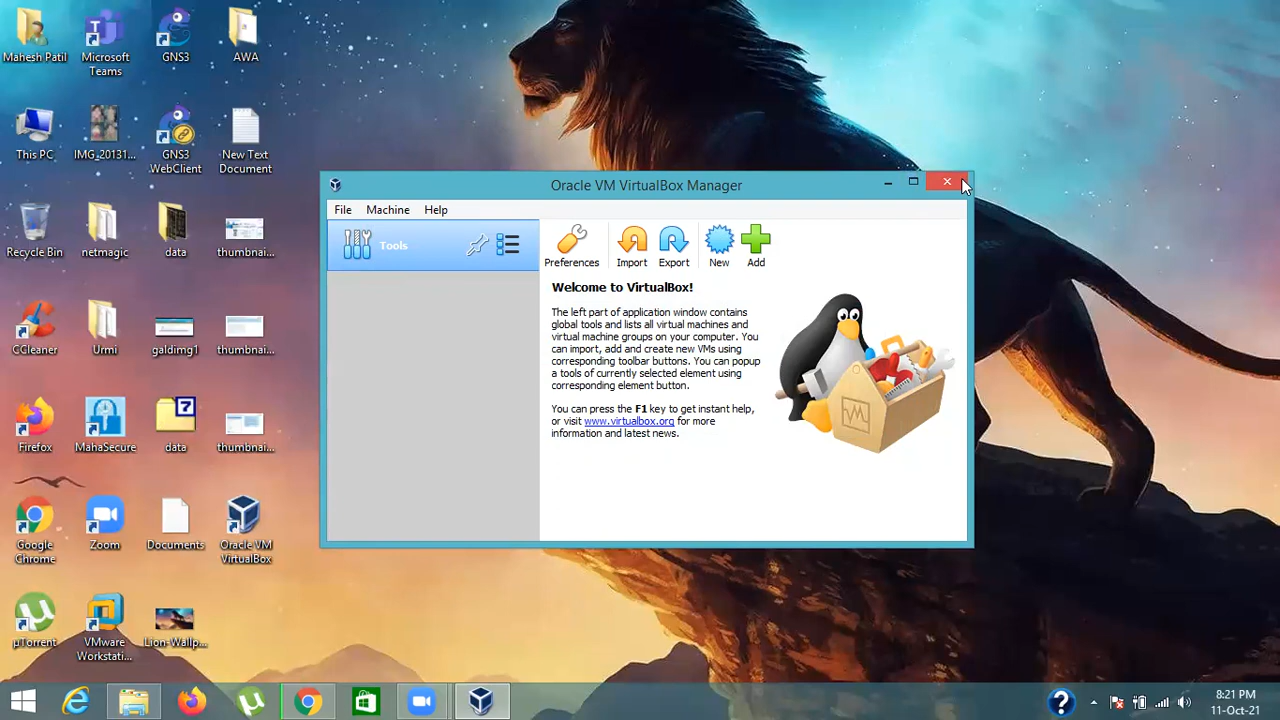 Mahesh Patil
Microsoft
Teams
GNS3
AWA
This PC
IMG_20131...
GNS3
WebClient
New Text
Document
Recycle Bin
netmagic
data
thumbnai...
CCleaner
Urmi
galdimg1
thumbnai...
Firefox
MahaSecure
data
thumbnai...
Google
Chrome
Zoom
Documents
Oracle VM
VirtualBox
µTorrent
VMware
Workstati...
Lion-Wallp...
Oracle VM VirtualBox Manager
File Machine Help
Tools
Preferences Import Export New Add
Welcome to VirtualBox!
The left part of application window contains
global tools and lists all virtual machines and
virtual machine groups on your computer. You
can import, add and create new VMs using
corresponding toolbar buttons. You can popup
a tools of currently selected element using
corresponding element button.
You can press the F1 key to get instant help,
or visit www.virtualbox.org for more
information and latest news.
8:21 PM
11-Oct-21